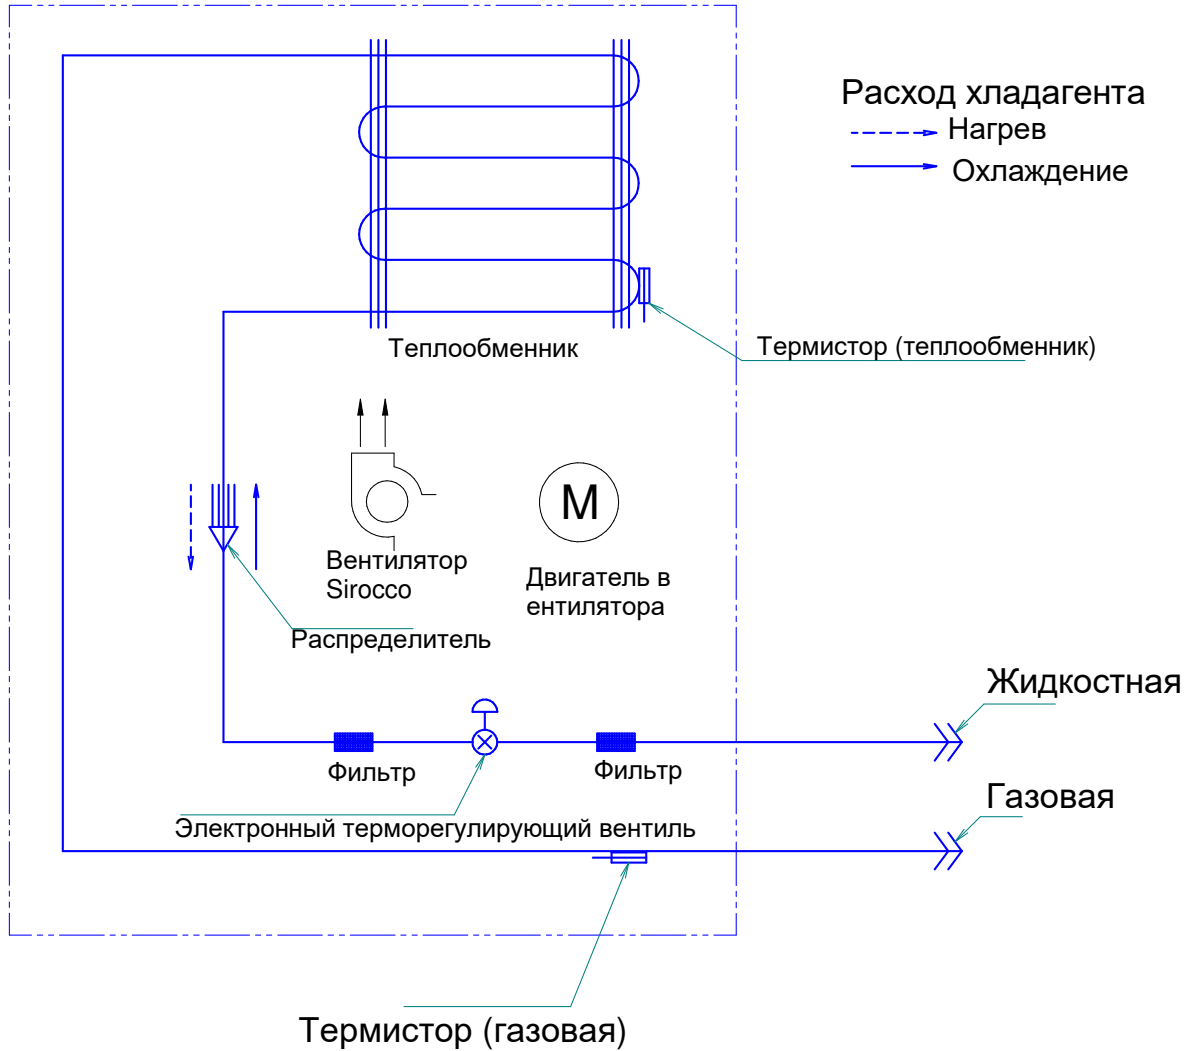 Расход хладагента
Нагрев
Охлаждение
Теплообменник
Термистор (теплообменник)
M
Вентилятор
Sirocco
Двигатель в
ентилятора
Распределитель
Жидкостная
Фильтр
Фильтр
Газовая
Электронный терморегулирующий вентиль
Термистор (газовая)